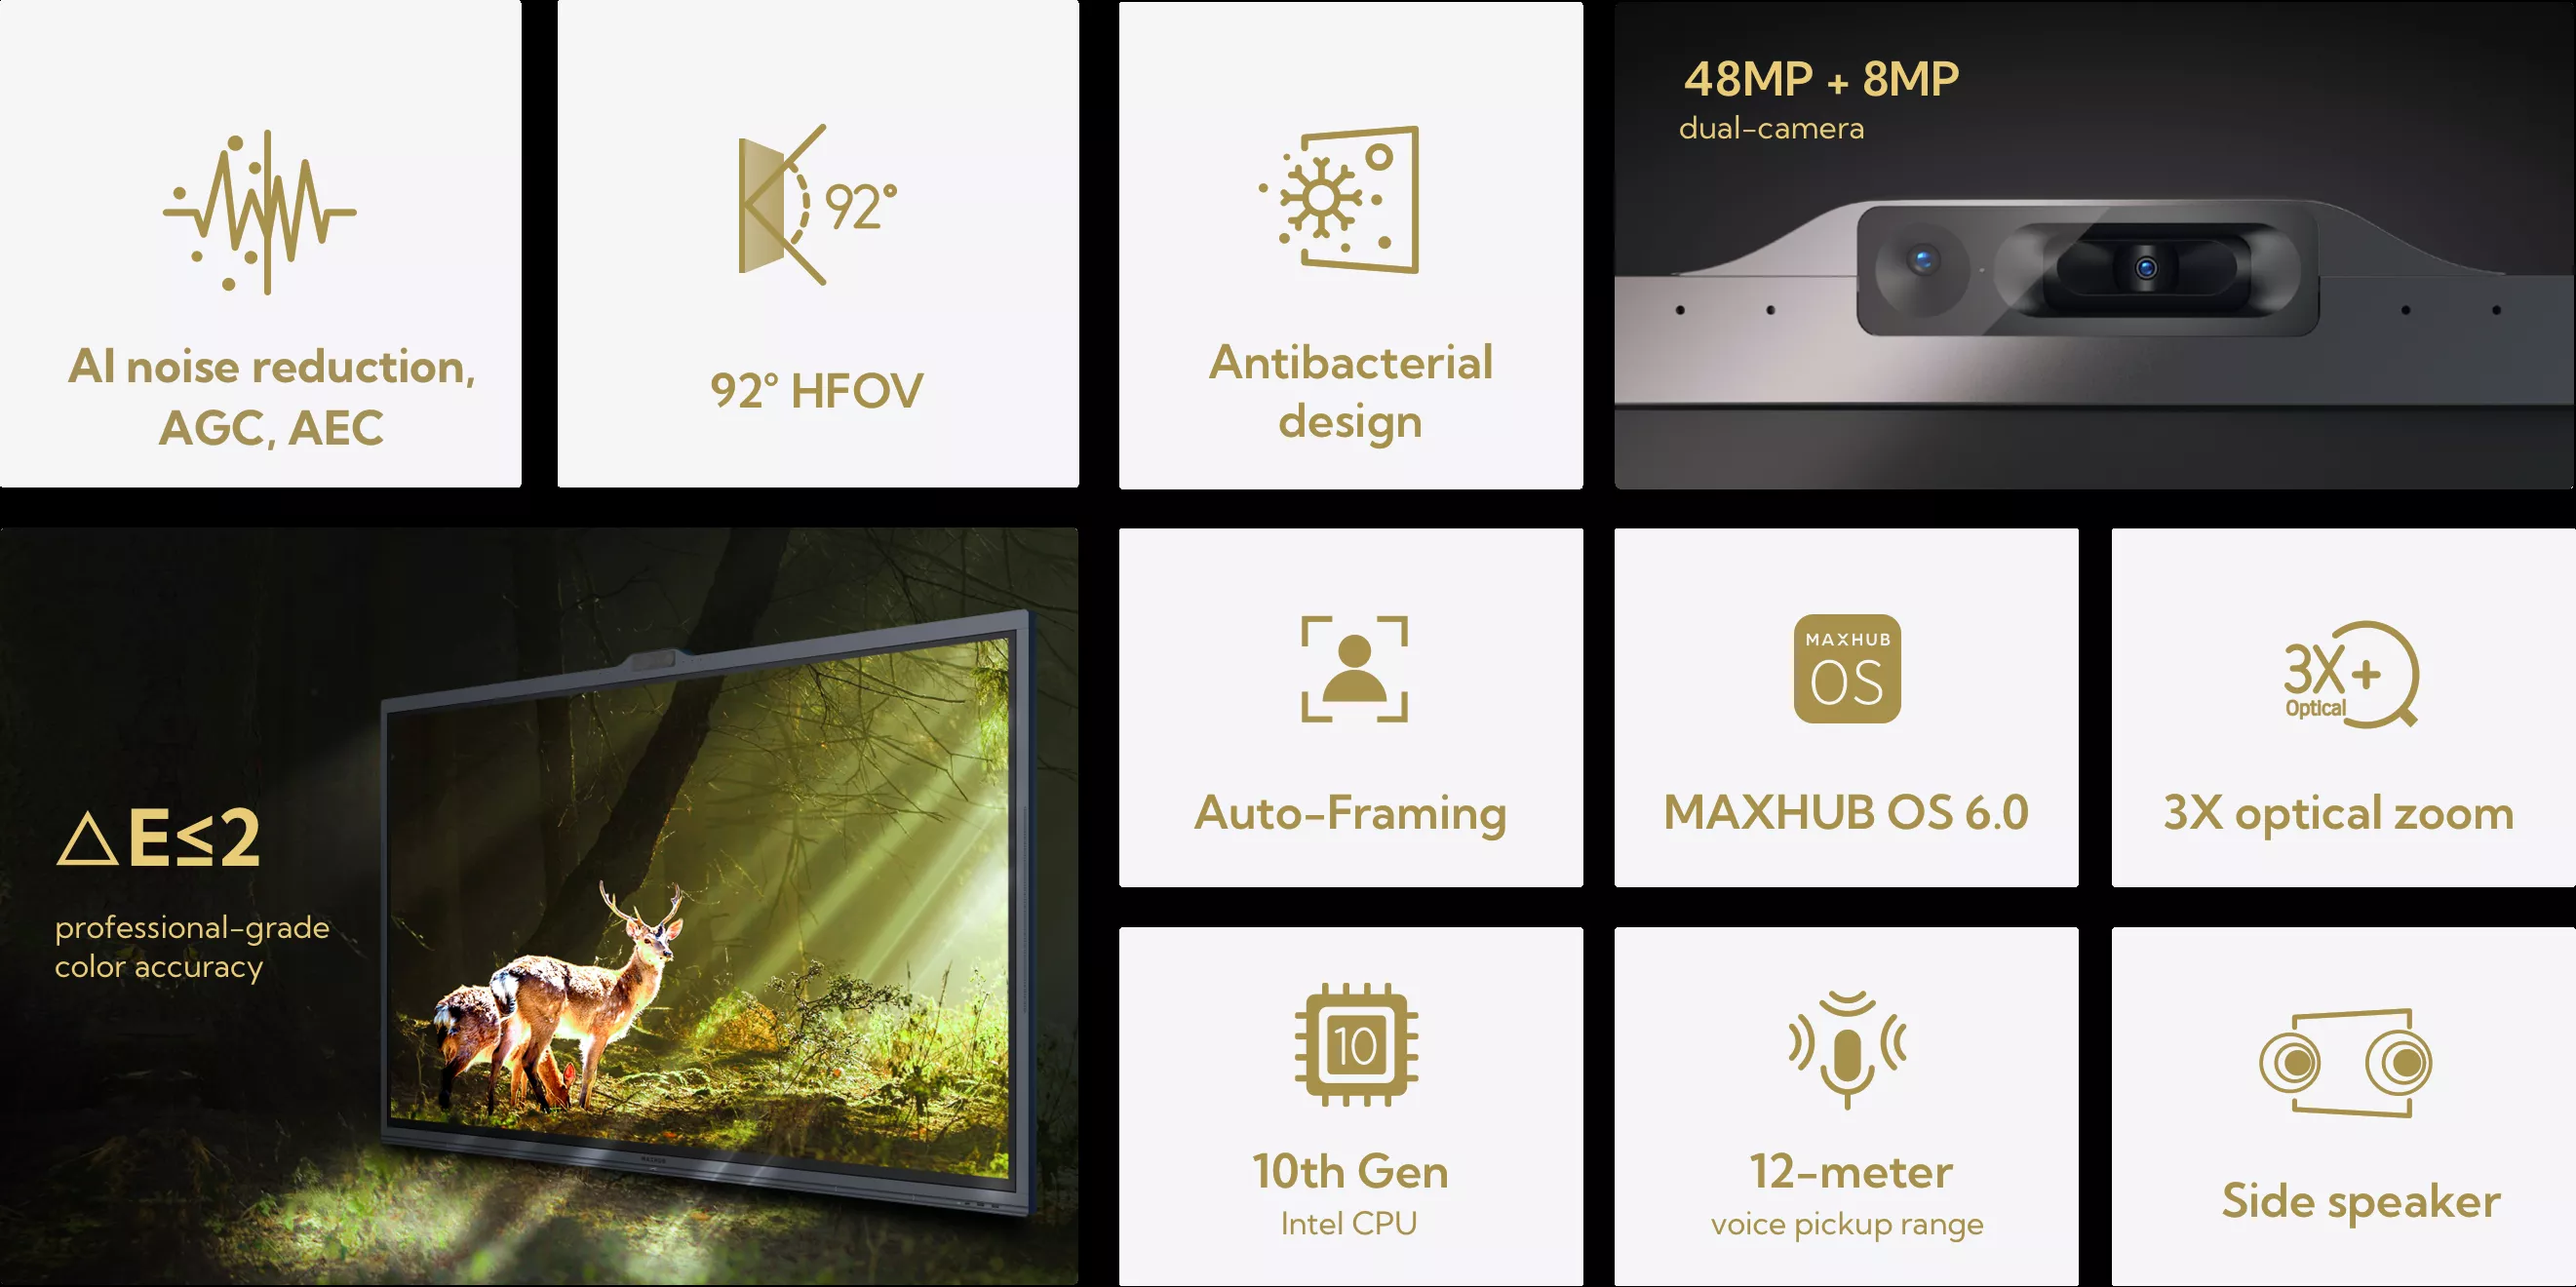 AI noise reduction,
AGC, AEC
92°
92° HFOV
Antibacterial
design
48MP + 8MP
dual-camera
△E≤2
professional-grade
color accuracy
MAXHUB
Auto-Framing
MAXHUB
OS
MAXHUB OS 6.0
3X+
Optical
3X optical zoom
10
10th Gen
Intel CPU
12-meter
voice pickup range
Side speaker